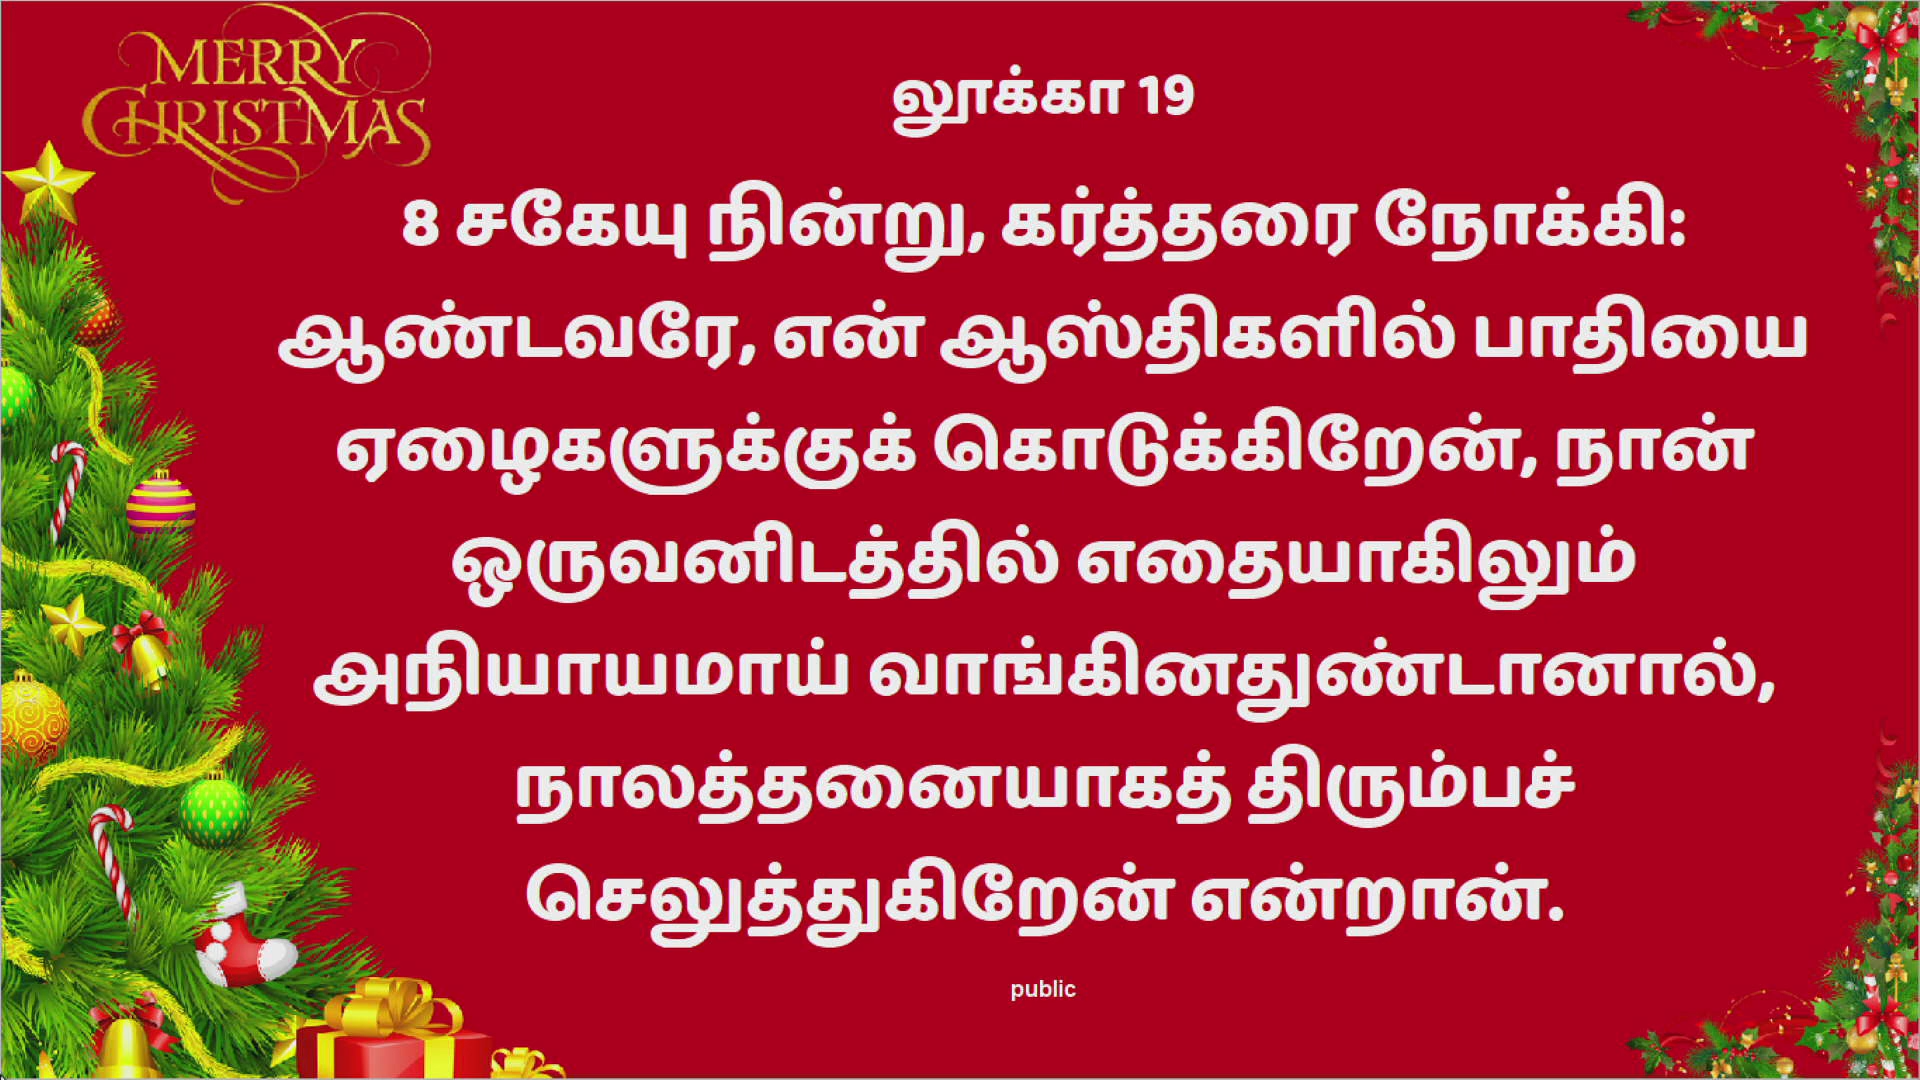 MERRY
CHRISTMAS
லூக்கா 19
8 சகேயு நின்று, கர்த்தரை நோக்கி:
ஆண்டவரே, என் ஆஸ்திகளில் பாதியை
ஏழைகளுக்குக் கொடுக்கிறேன், நான்
ஒருவனிடத்தில் எதையாகிலும்
அநியாயமாய் வாங்கினதுண்டானால்,
நாலத்தனையாகத் திரும்பச்
செலுத்துகிறேன் என்றான்.
public